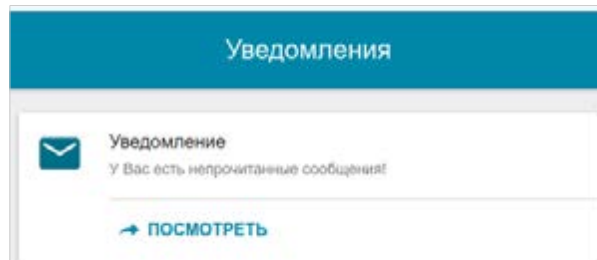 Уведомления
Уведомление
У Вас есть непрочитанные сообщения!
ПОСМОТРЕТЬ